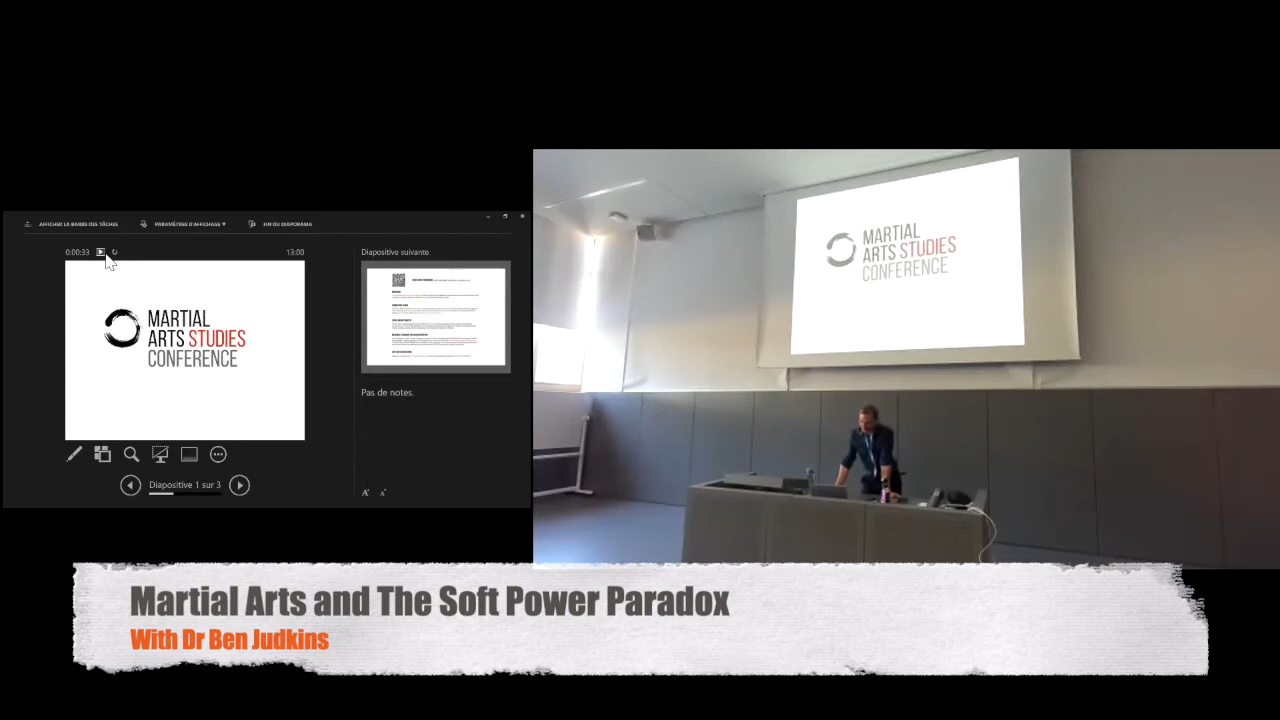 AFFICHER LA BARRE DES TÂCHES
PARAMÈTRES D'AFFICHAGE ▾
FIN DU DIAPORAMA
0:00:33
13:00
MARTIAL
ARTS STUDIES
CONFERENCE
Diapositive 1 sur 3
Diapositive suivante
Pas de notes.
MARTIAL
ARTS STUDIES
CONFERENCE
Martial Arts and The Soft Power Paradox
With Dr Ben Judkins